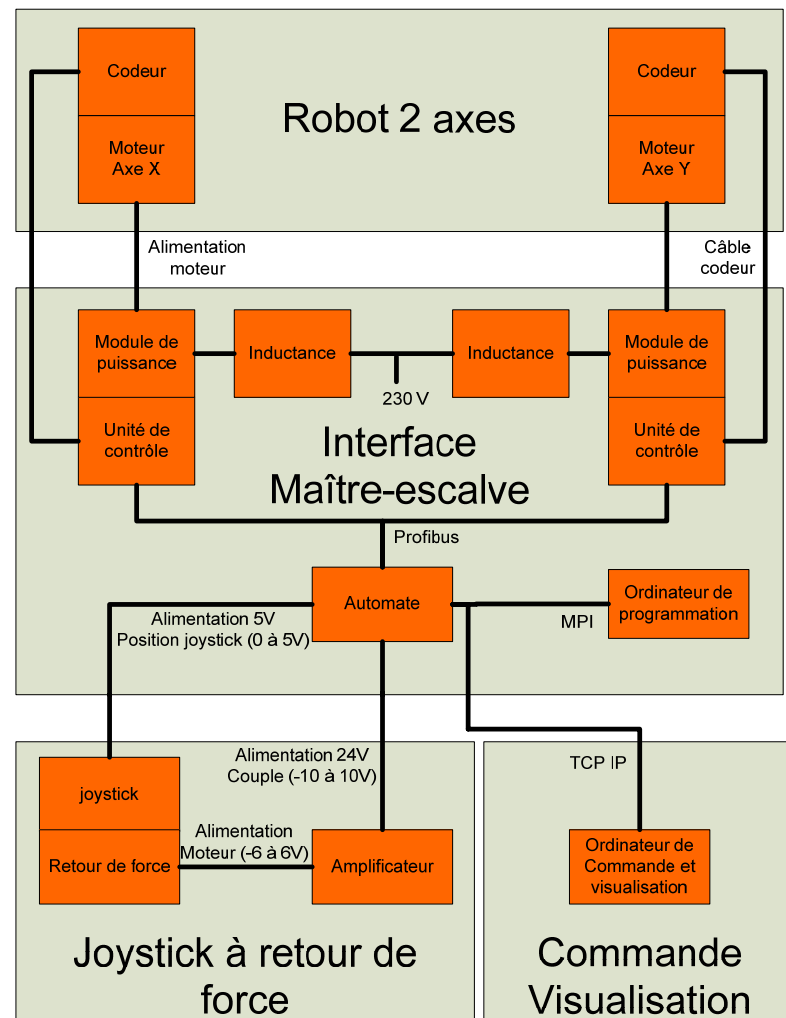 Codeur
Codeur
Robot 2 axes
Moteur
Axe X
Moteur
Axe Y
Alimentation
moteur
Câble
codeur
Module de
puissance
Inductance
Inductance
Module de
puissance
230 V
Unité de
contrôle
Unité de
contrôle
Interface
Maître-escalve
Profibus
Automate
Ordinateur de
programmation
Alimentation 5V
Position joystick (0 à 5V)
MPI
Alimentation 24V
Couple (-10 à 10V)
TCP IP
joystick
Alimentation
Moteur (-6 à 6V)
Retour de force
Amplificateur
Ordinateur de
Commande et
visualisation
Joystick à retour de
force
Commande
Visualisation